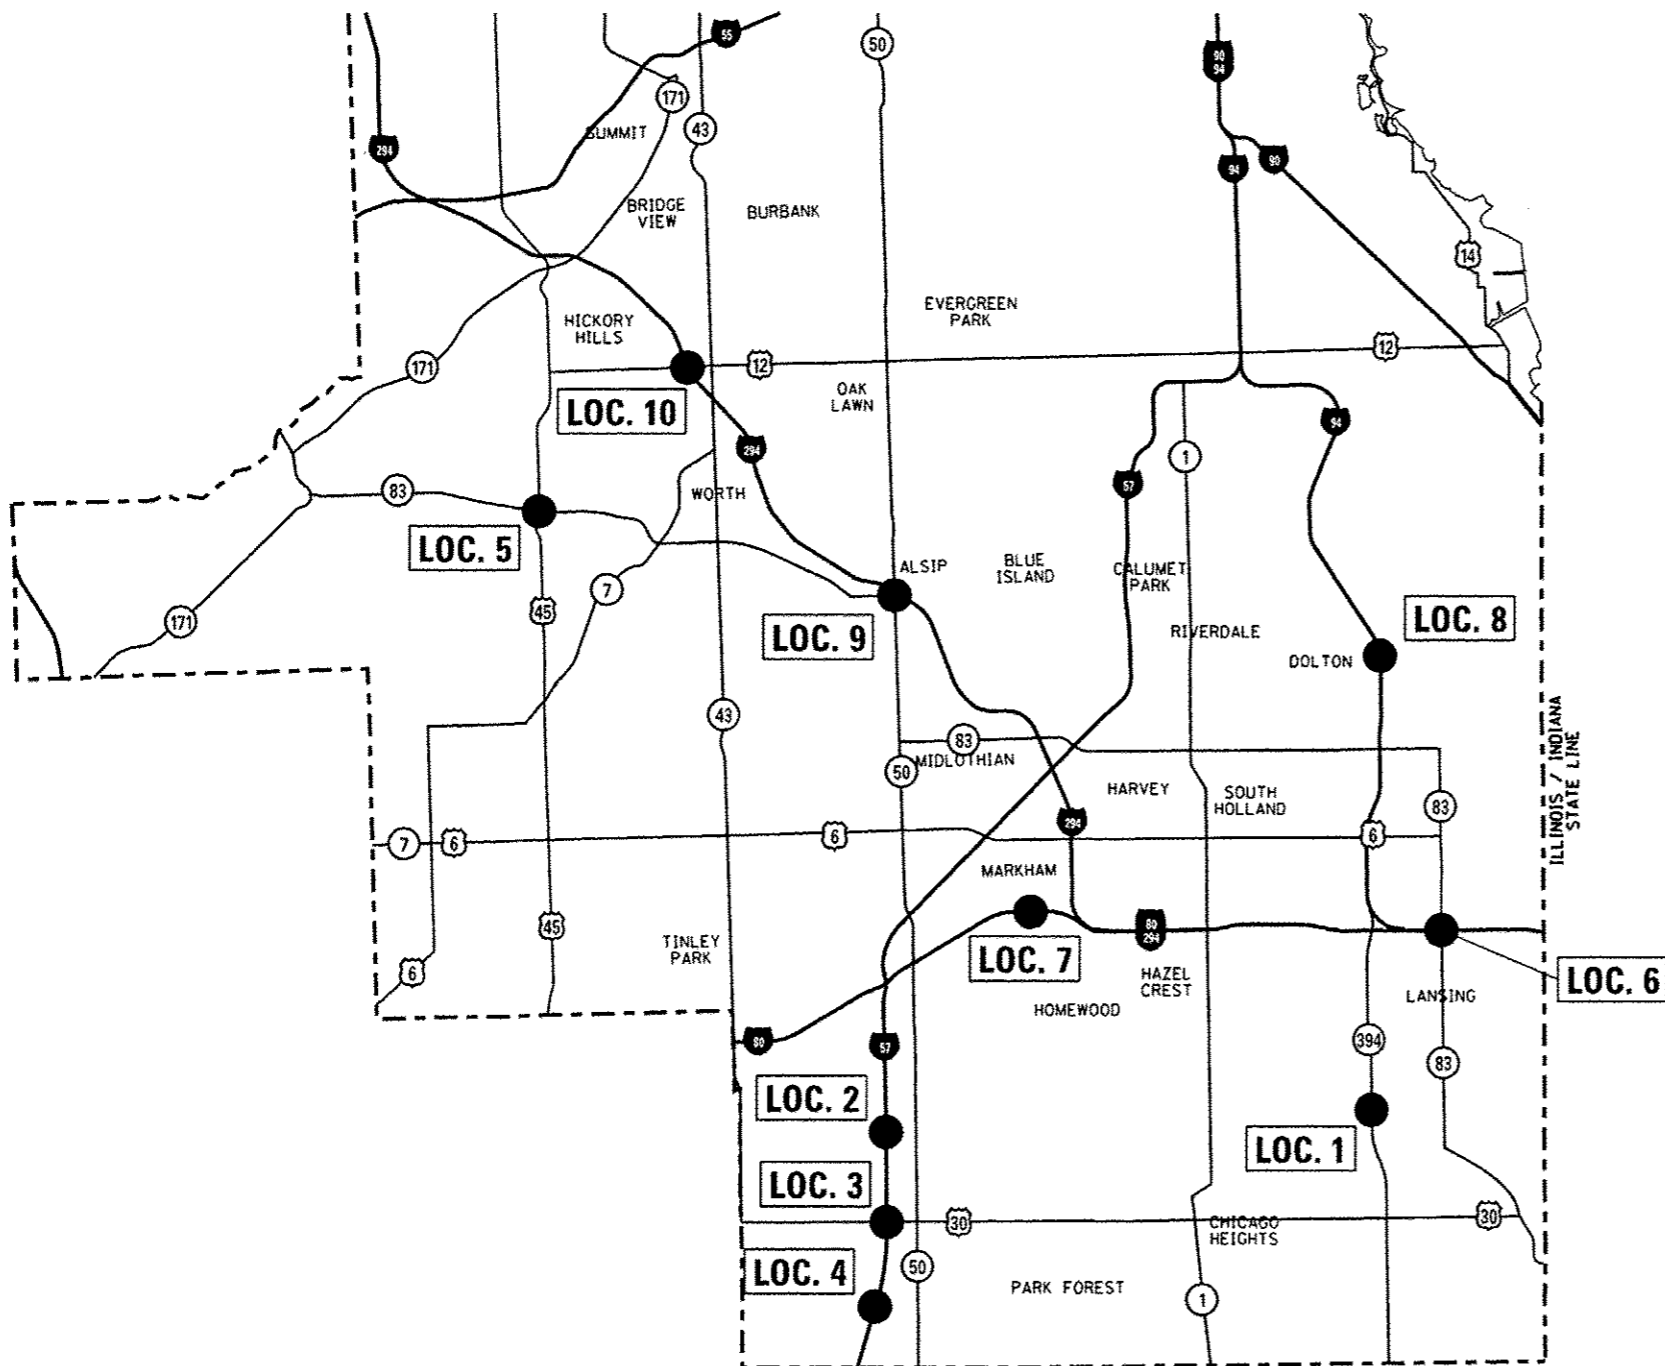 55
50
90
94
171
43
SUMMIT
294
94
90
BRIDGE
VIEW
BURBANK
14
EVERGREEN
PARK
HICKORY
HILLS
12
12
171
OAK
LAWN
LOC. 10
94
294
1
57
83
WORTH
LOC. 5
ALSIP
BLUE
ISLAND
CALUMET
PARK
7
45
171
LOC. 8
RIVERDALE
LOC. 9
DOLTON
43
83
MIDLOTHIAN
50
HARVEY
SOUTH
HOLLAND
83
ILLINOIS / INDIANA
STATE LINE
294
7
6
6
6
MARKHAM
45
80
294
TINLEY
PARK
LOC. 7
6
HAZEL
CREST
LOC. 6
LANSING
HOMEWOOD
80
57
394
83
LOC. 2
LOC. 1
LOC. 3
30
CHICAGO
HEIGHTS
30
LOC. 4
50
PARK FOREST
1